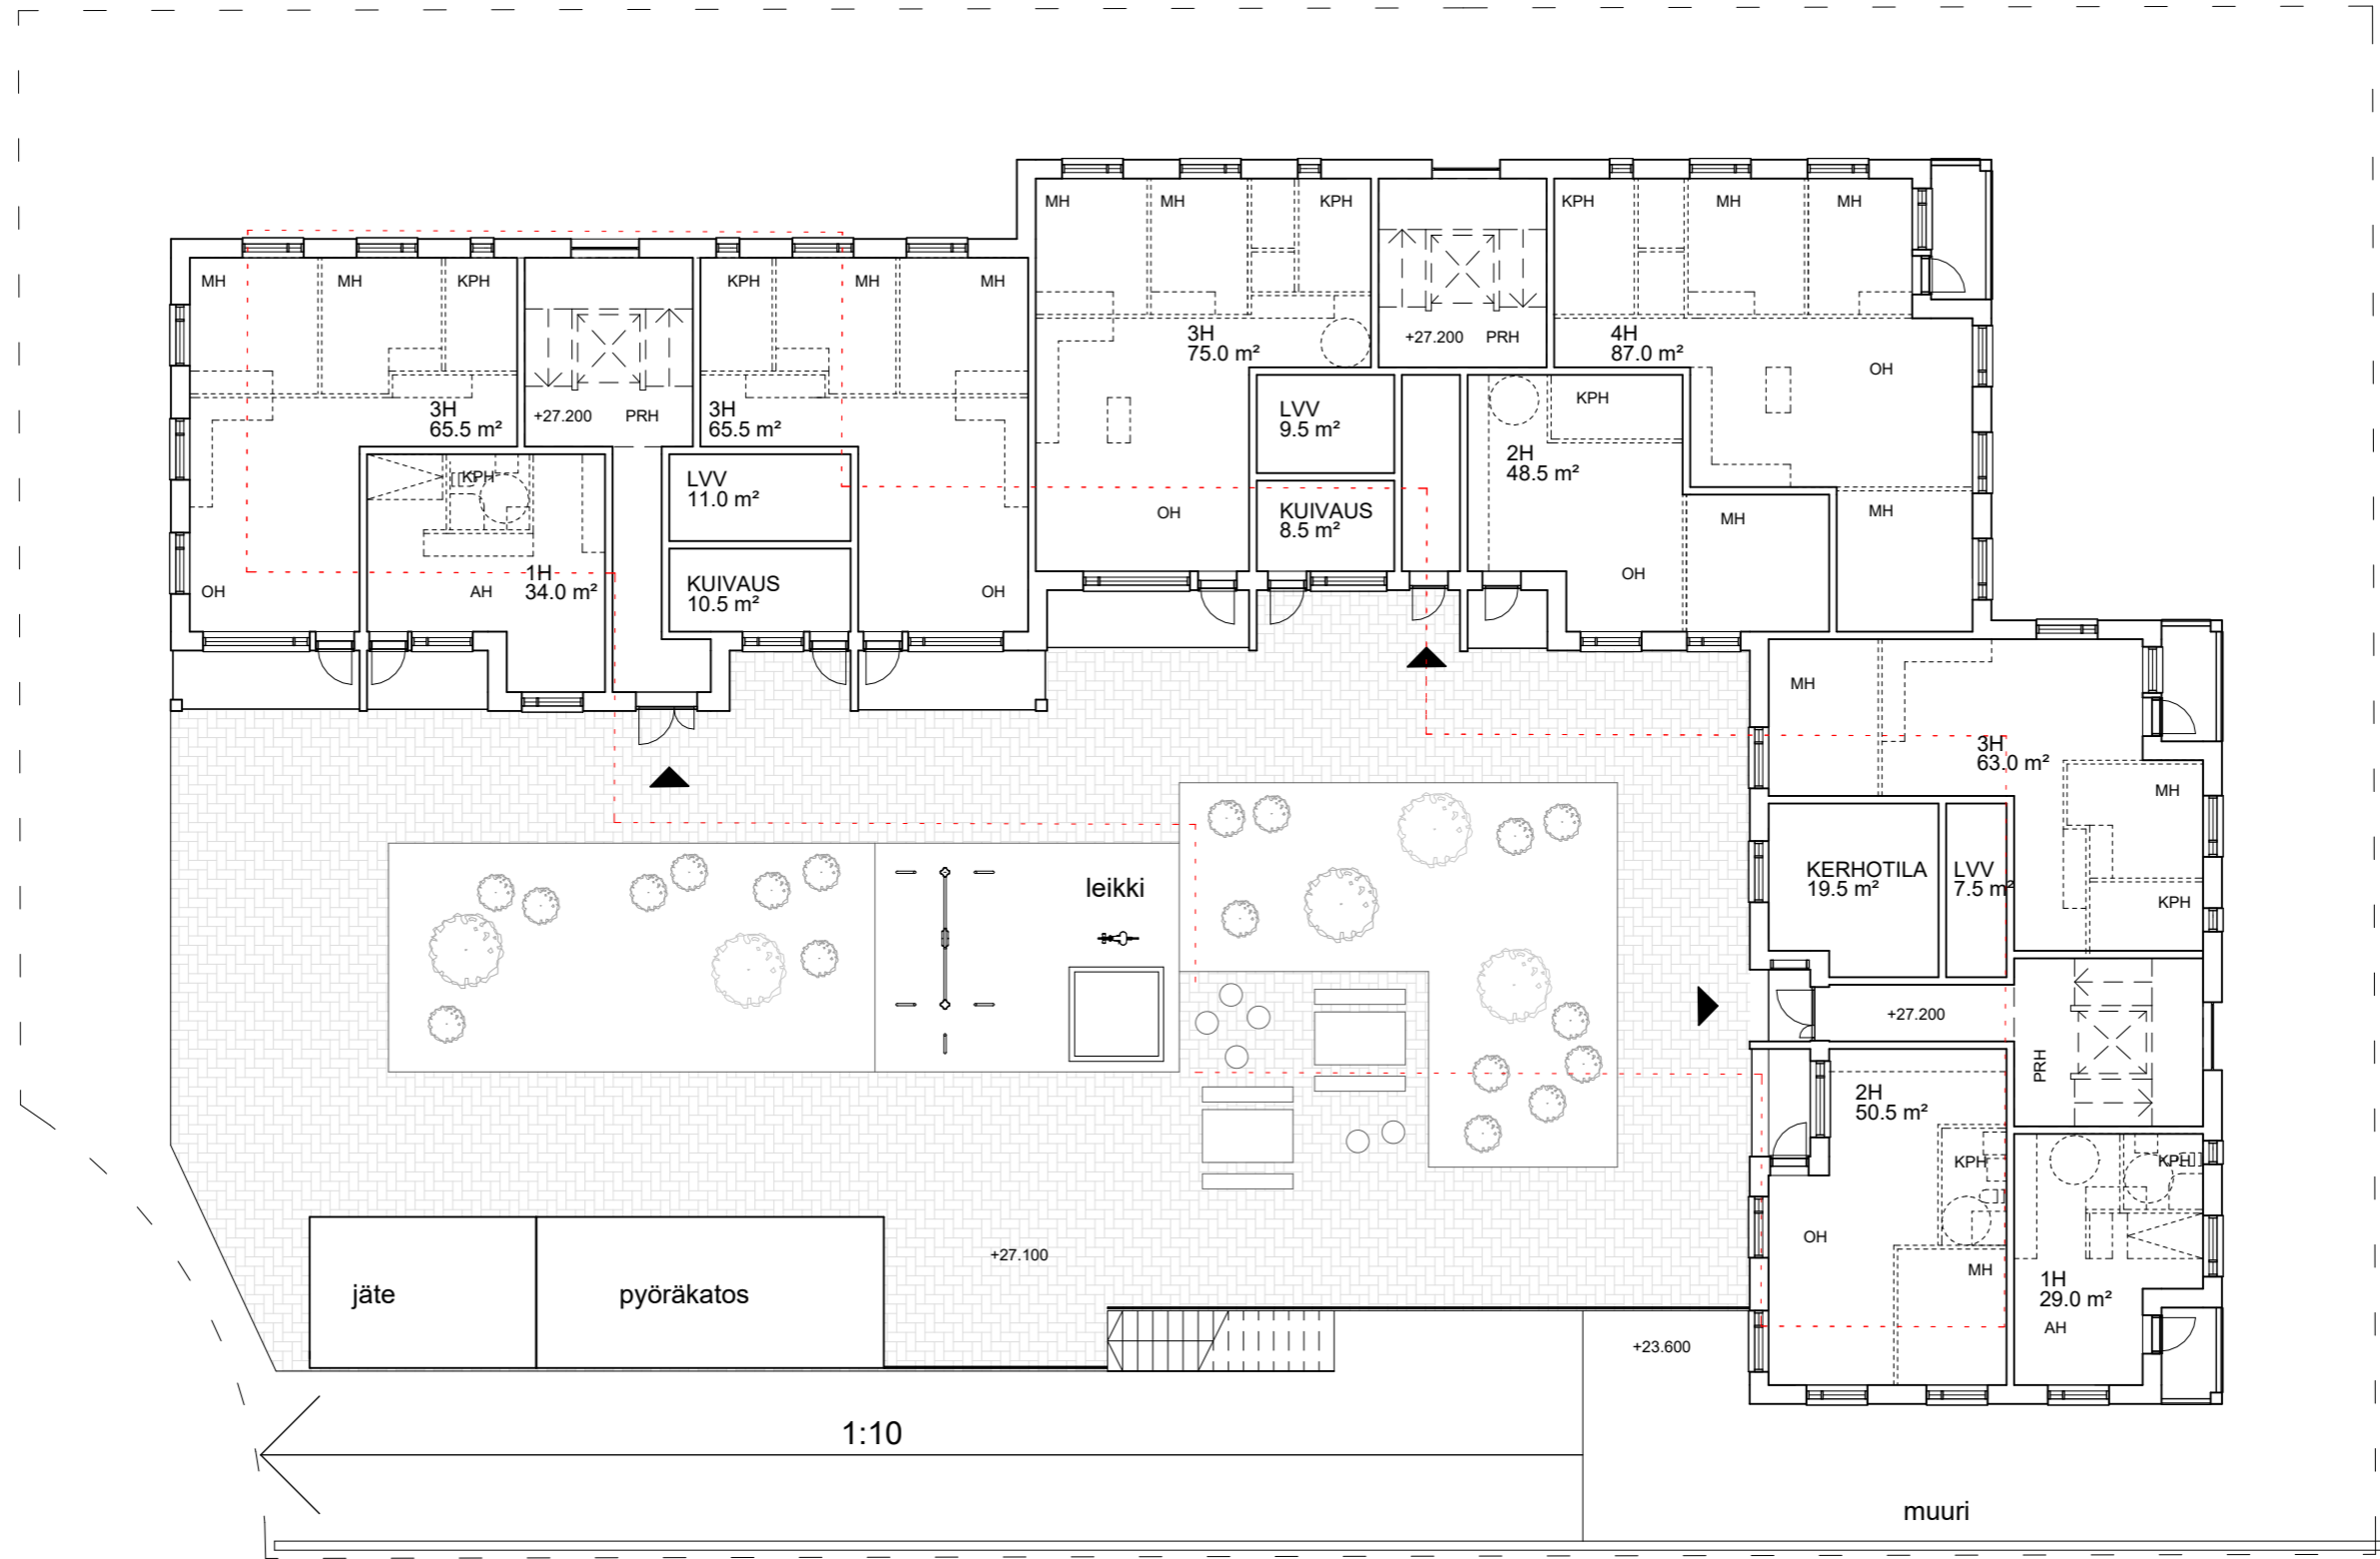 MH
MH
KPH
3H
65.5 m²
OH
KPH
AH
1H
34.0 m²
+27.200
PRH
KPH
MH
MH
3H
65.5 m²
LVV
11.0 m²
KUIVAUS
10.5 m²
OH
MH
MH
KPH
3H
75.0 m²
OH
+27.200
PRH
LVV
9.5 m²
KUIVAUS
8.5 m²
KPH
MH
MH
4H
87.0 m²
OH
MH
KPH
2H
48.5 m²
OH
MH
MH
3H
63.0 m²
MH
KPH
KERHOTILA
19.5 m²
LVV
7.5 m²
+27.200
PRH
2H
50.5 m²
KPH
OH
MH
KPH
1H
29.0 m²
AH
leikki
+27.100
jäte
pyöräkatos
+23.600
1:10
muuri